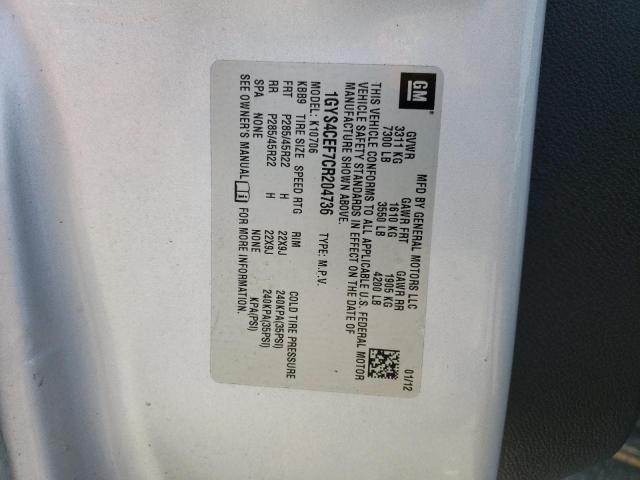 GM ®
MFD BY GENERAL MOTORS LLC 01/12
GVWR GAWR FRT GAWR RR
3311 KG 1610 KG 1905 KG
7300 LB 3550 LB 4200 LB
THIS VEHICLE CONFORMS TO ALL APPLICABLE U.S. FEDERAL MOTOR
VEHICLE SAFETY STANDARDS IN EFFECT ON THE DATE OF
MANUFACTURE SHOWN ABOVE.
1GYS4CEF7CR204736 TYPE: M.P.V.
MODEL: K10706
KBB9 TIRE SIZE SPEED RTG RIM COLD TIRE PRESSURE
FRT P285/45R22 H 22X9J 240KPA(35PSI)
RR P285/45R22 H 22X9J 240KPA(35PSI)
SPA NONE NONE KPA(PSI)
SEE OWNER'S MANUAL FOR MORE INFORMATION.